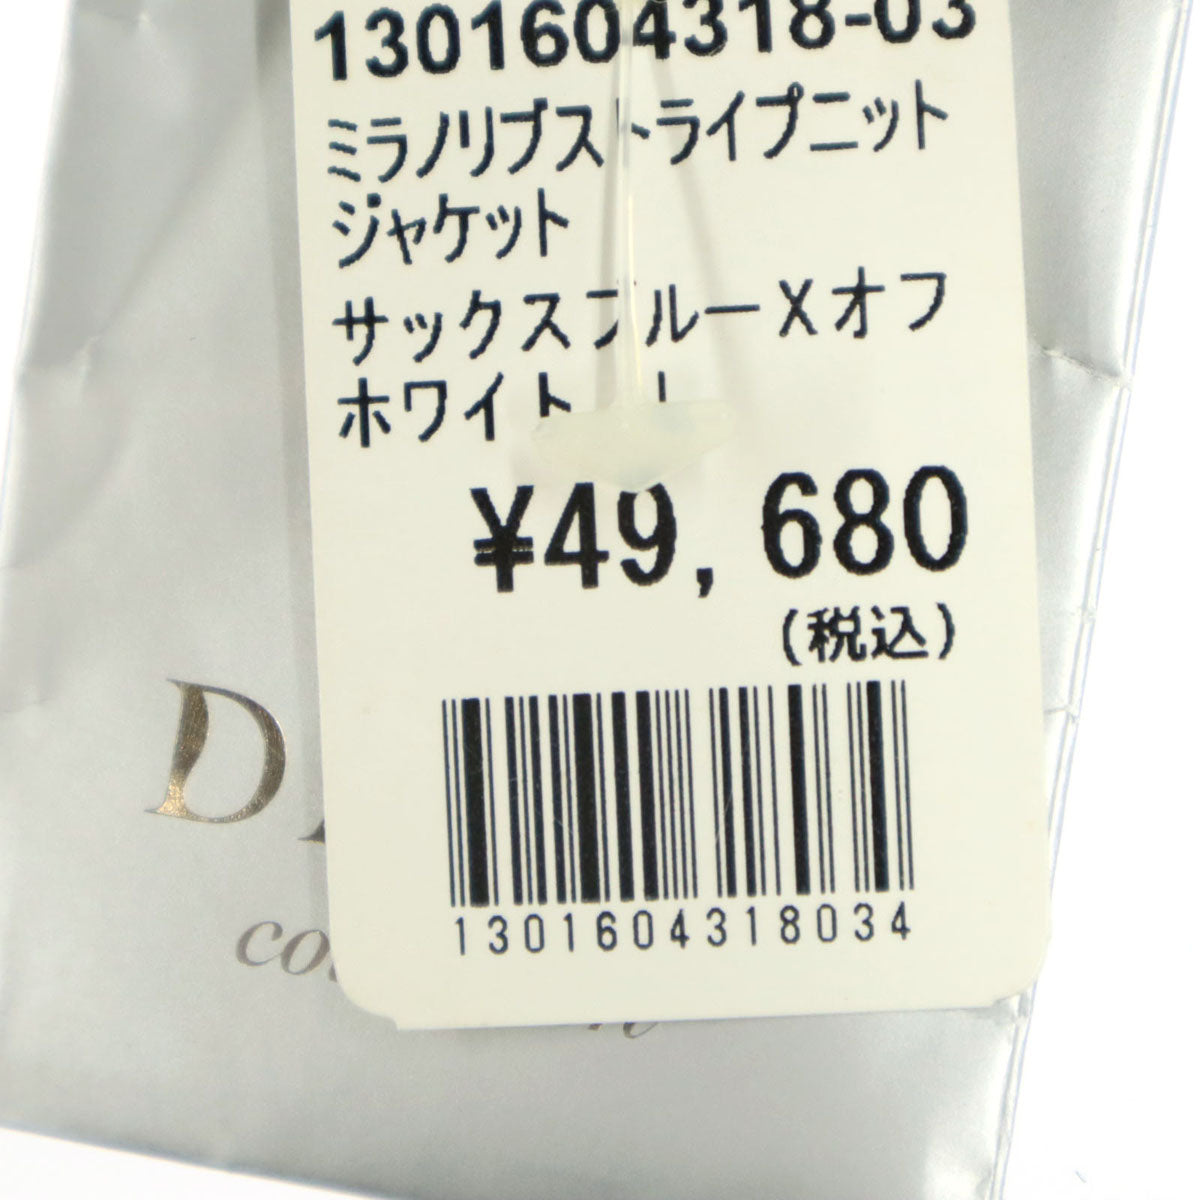 1301604318-03
ミラノリブストライプニット
ジャケット
サックスブルーXオフ
ホワイト
¥49,680
(税込)
1301604318034
D